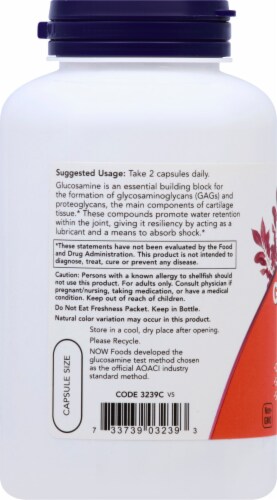 Suggested Usage: Take 2 capsules daily.
Glucosamine is an essential building block for
the formation of glycosaminoglycans (GAGs) and
proteoglycans, the main components of cartilage
tissue.* These compounds promote water retention
within the joint, giving it resiliency by acting as a
lubricant and a means to absorb shock.*
*These statements have not been evaluated by the Food
and Drug Administration. This product is not intended to
diagnose, treat, cure or prevent any disease.
Caution: Persons with a known allergy to shellfish should
not use this product. For adults only. Consult physician if
pregnant/nursing, taking medication, or have a medical
condition. Keep out of reach of children.
Do Not Eat Freshness Packet. Keep in Bottle.
Natural color variation may occur in this product.
Store in a cool, dry place after opening.
Please Recycle.
NOW Foods developed the
glucosamine test method chosen
as the official AOACI industry
standard method.
CAPSULE SIZE
CODE 3239C V5
7 33739 03239 3